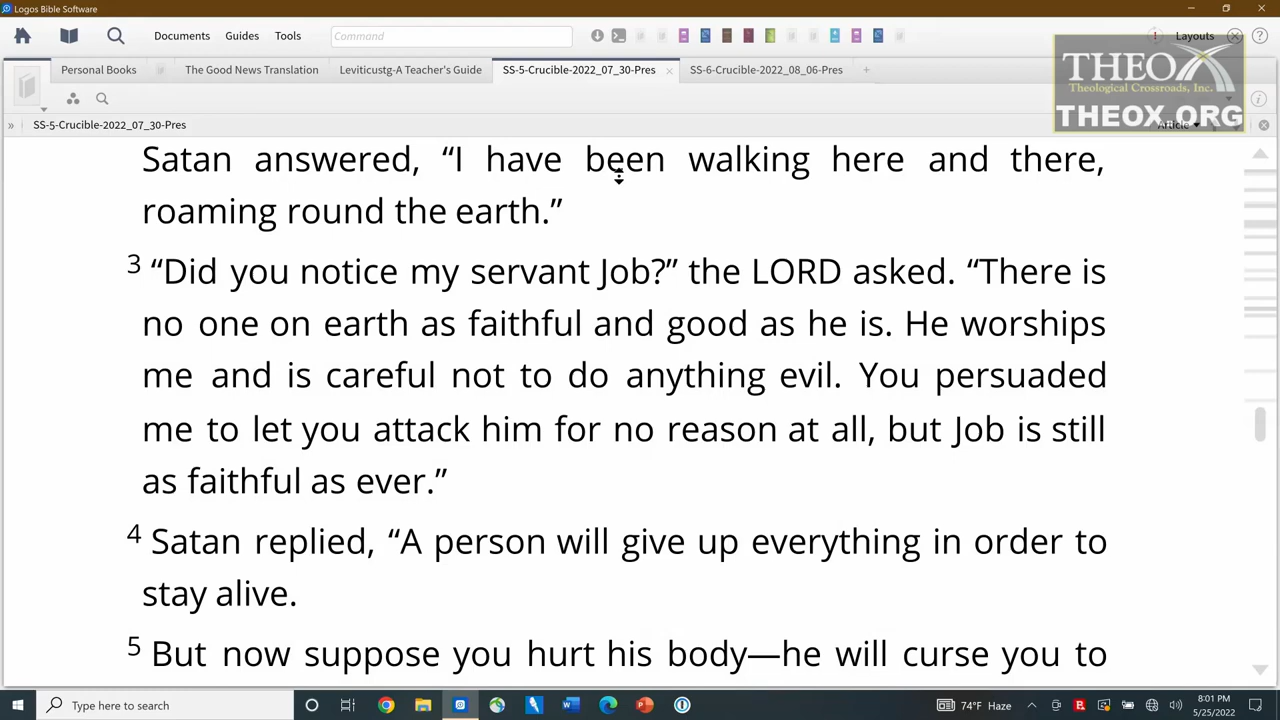 Logos Bible Software
Documents Guides Tools Command Layouts
Personal Books The Good News Translation Leviticustg a Teacher's Guide SS-5-Crucible-2022_07_30-Pres SS-6-Crucible-2022_08_06-Pres
THEOX
Theological Crossroads, Inc.
THEOX.ORG
SS-5-Crucible-2022_07_30-Pres Article
Satan answered, “I have been walking here and there,
roaming round the earth.”
3 “Did you notice my servant Job?” the LORD asked. “There is
no one on earth as faithful and good as he is. He worships
me and is careful not to do anything evil. You persuaded
me to let you attack him for no reason at all, but Job is still
as faithful as ever.”
4 Satan replied, “A person will give up everything in order to
stay alive.
5 But now suppose you hurt his body—he will curse you to
Type here to search 74°F Haze 8:01 PM
5/25/2022